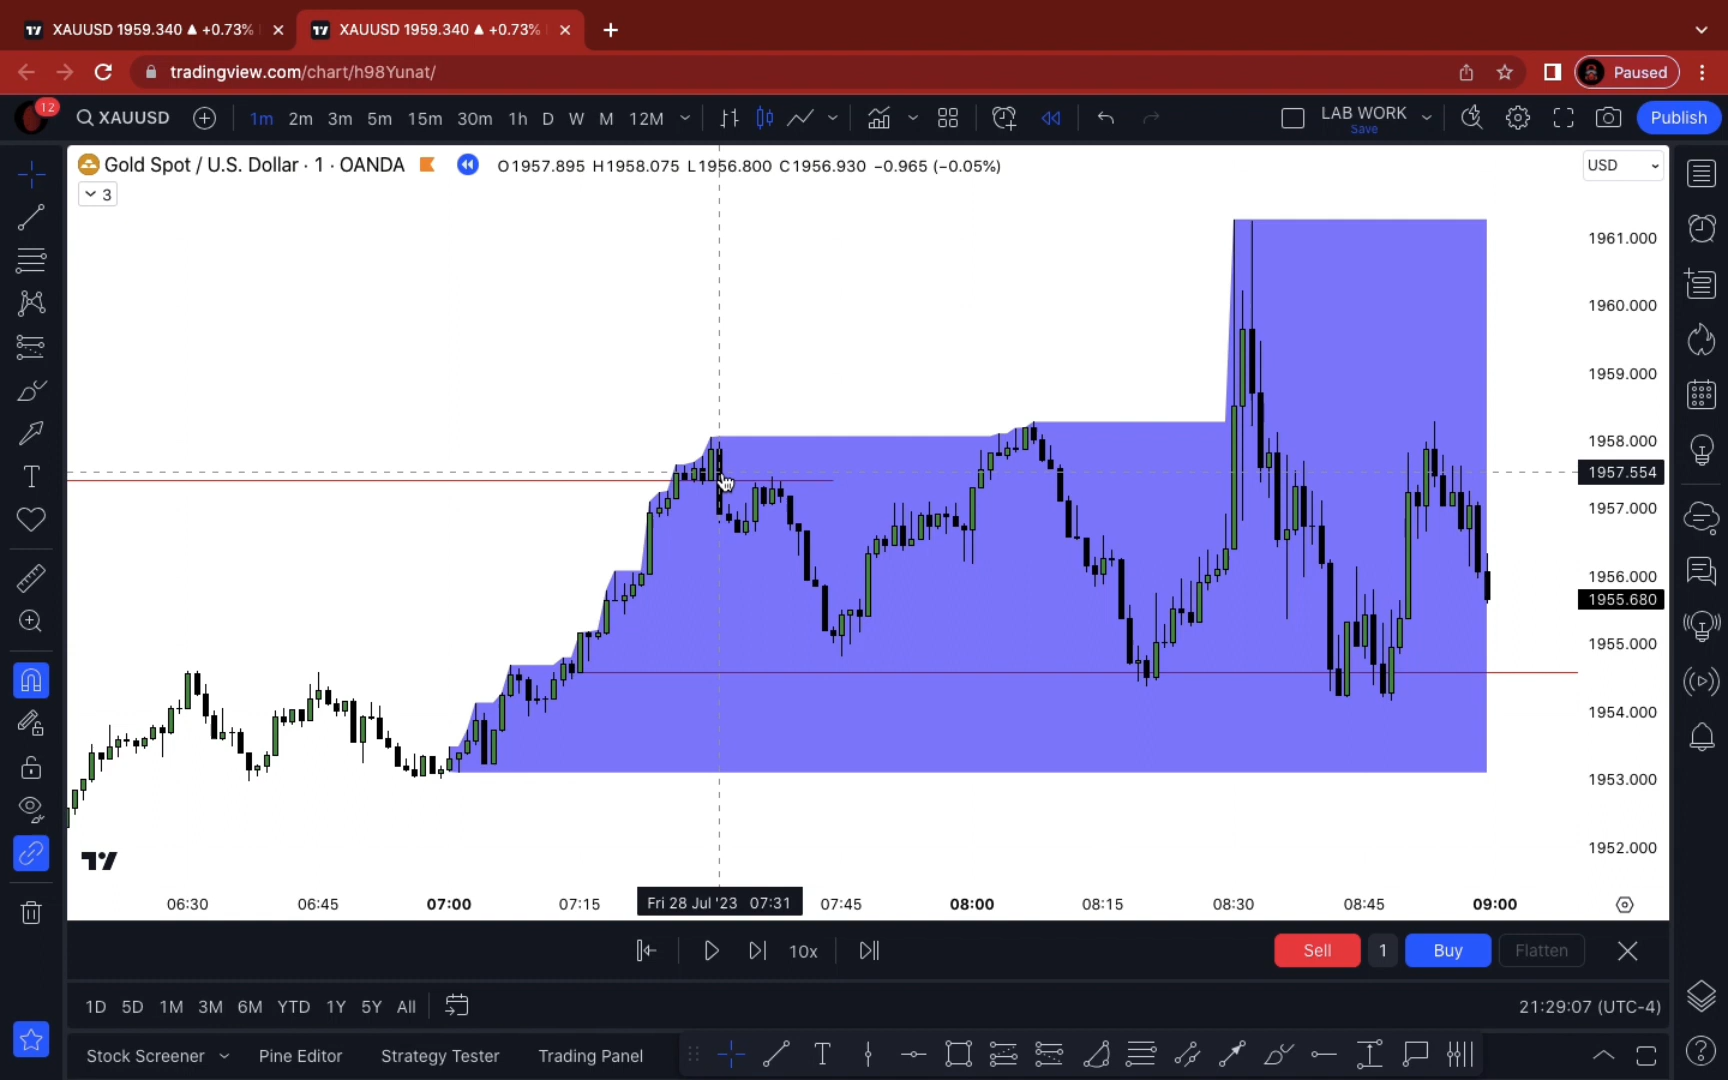 XAUUSD 1959.340 ▲ +0.73%
XAUUSD 1959.340 ▲ +0.73%
tradingview.com/chart/h98Yunat/
Paused
12
XAUUSD
1m 2m 3m 5m 15m 30m 1h D W M 12M
LAB WORK
Save
Publish
Gold Spot / U.S. Dollar · 1 · OANDA
O1957.895 H1958.075 L1956.800 C1956.930 −0.965 (−0.05%)
USD
3
1961.000
1960.000
1959.000
1958.000
1957.554
1957.000
1956.000
1955.680
1955.000
1954.000
1953.000
1952.000
06:30 06:45 07:00 07:15 Fri 28 Jul '23 07:31 07:45 08:00 08:15 08:30 08:45 09:00
10x
Sell 1 Buy Flatten
1D 5D 1M 3M 6M YTD 1Y 5Y All
21:29:07 (UTC-4)
Stock Screener Pine Editor Strategy Tester Trading Panel